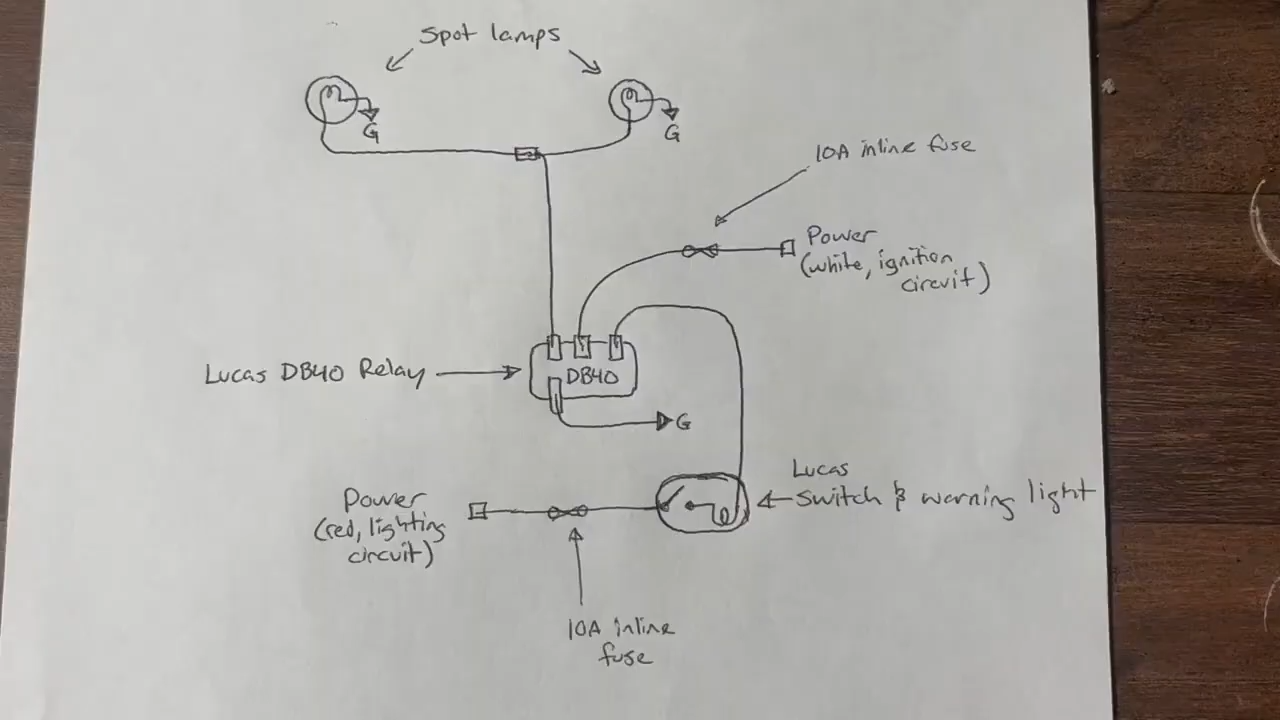 Spot lamps
G
G
10A inline fuse
Power
(white, ignition
circuit)
Lucas DB40 Relay
DB40
G
Lucas
Switch & warning light
Power
(red, lighting
circuit)
10A inline
fuse